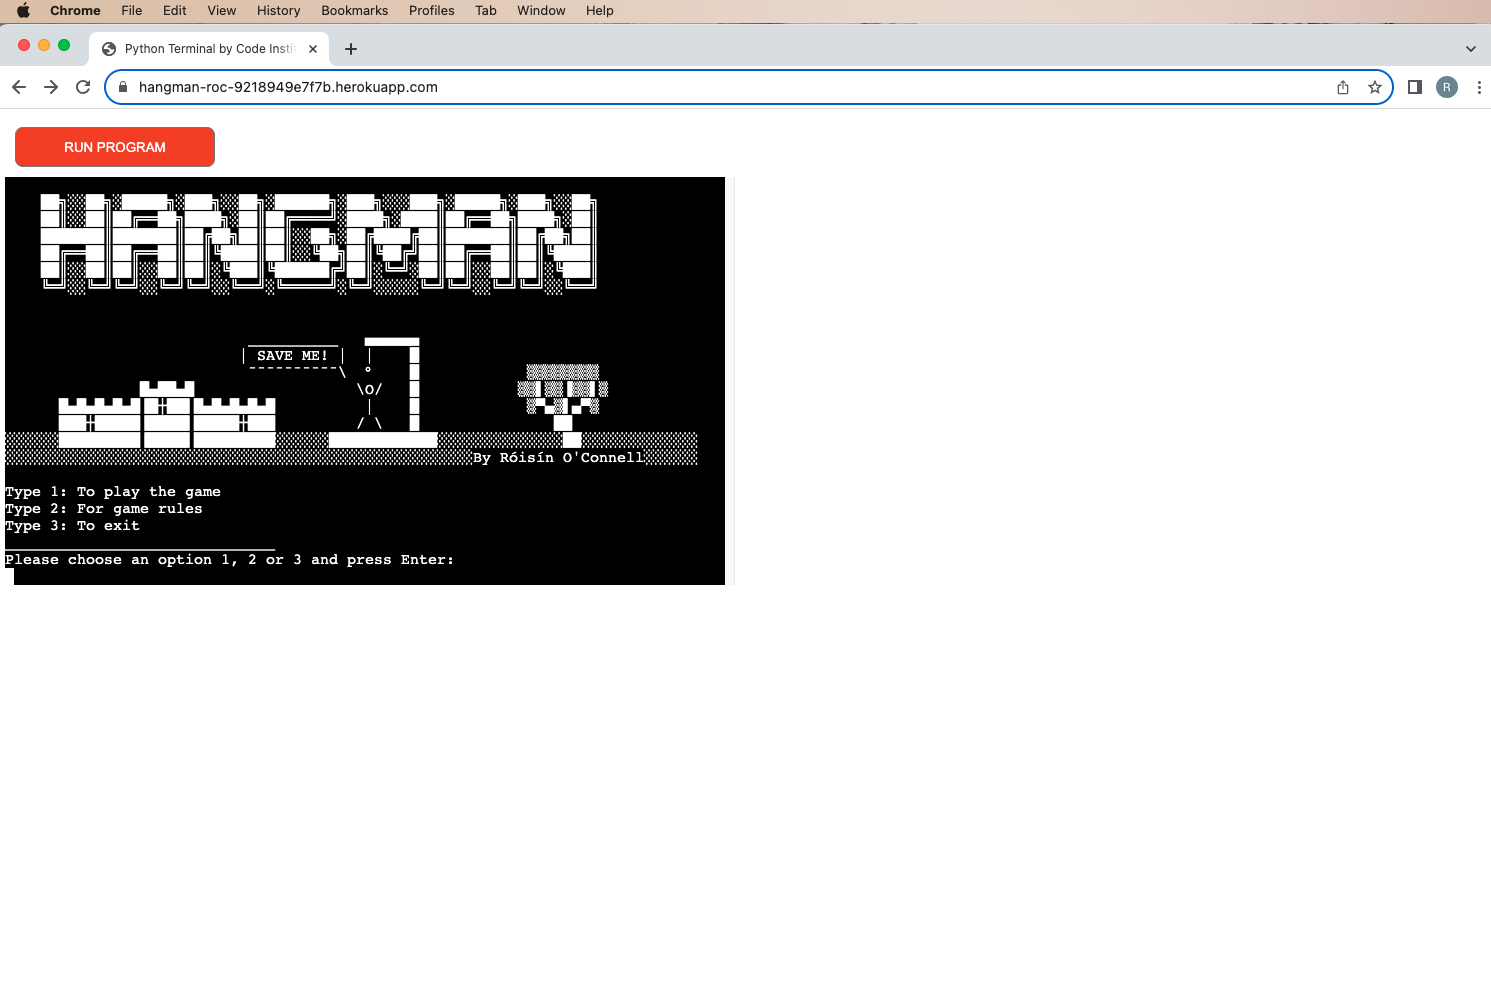 Chrome File Edit View History Bookmarks Profiles Tab Window Help
Python Terminal by Code Insti
hangman-roc-9218949e7f7b.herokuapp.com
R
RUN PROGRAM
HANGMAN
SAVE ME!
By Róisín O'Connell
Type 1: To play the game
Type 2: For game rules
Type 3: To exit
Please choose an option 1, 2 or 3 and press Enter: